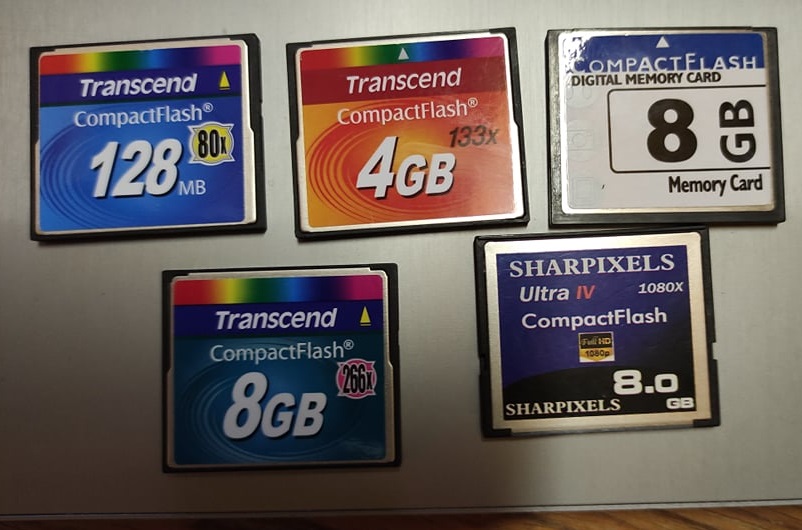 Transcend
CompactFlash®
80x
128 MB
Transcend
CompactFlash®
133x
4GB
COMPACTFLASH
DIGITAL MEMORY CARD
8 GB
Memory Card
Transcend
CompactFlash®
266x
8GB
SHARPIXELS
Ultra IV 1080X
CompactFlash
Full HD
1080p
8.0
GB
SHARPIXELS